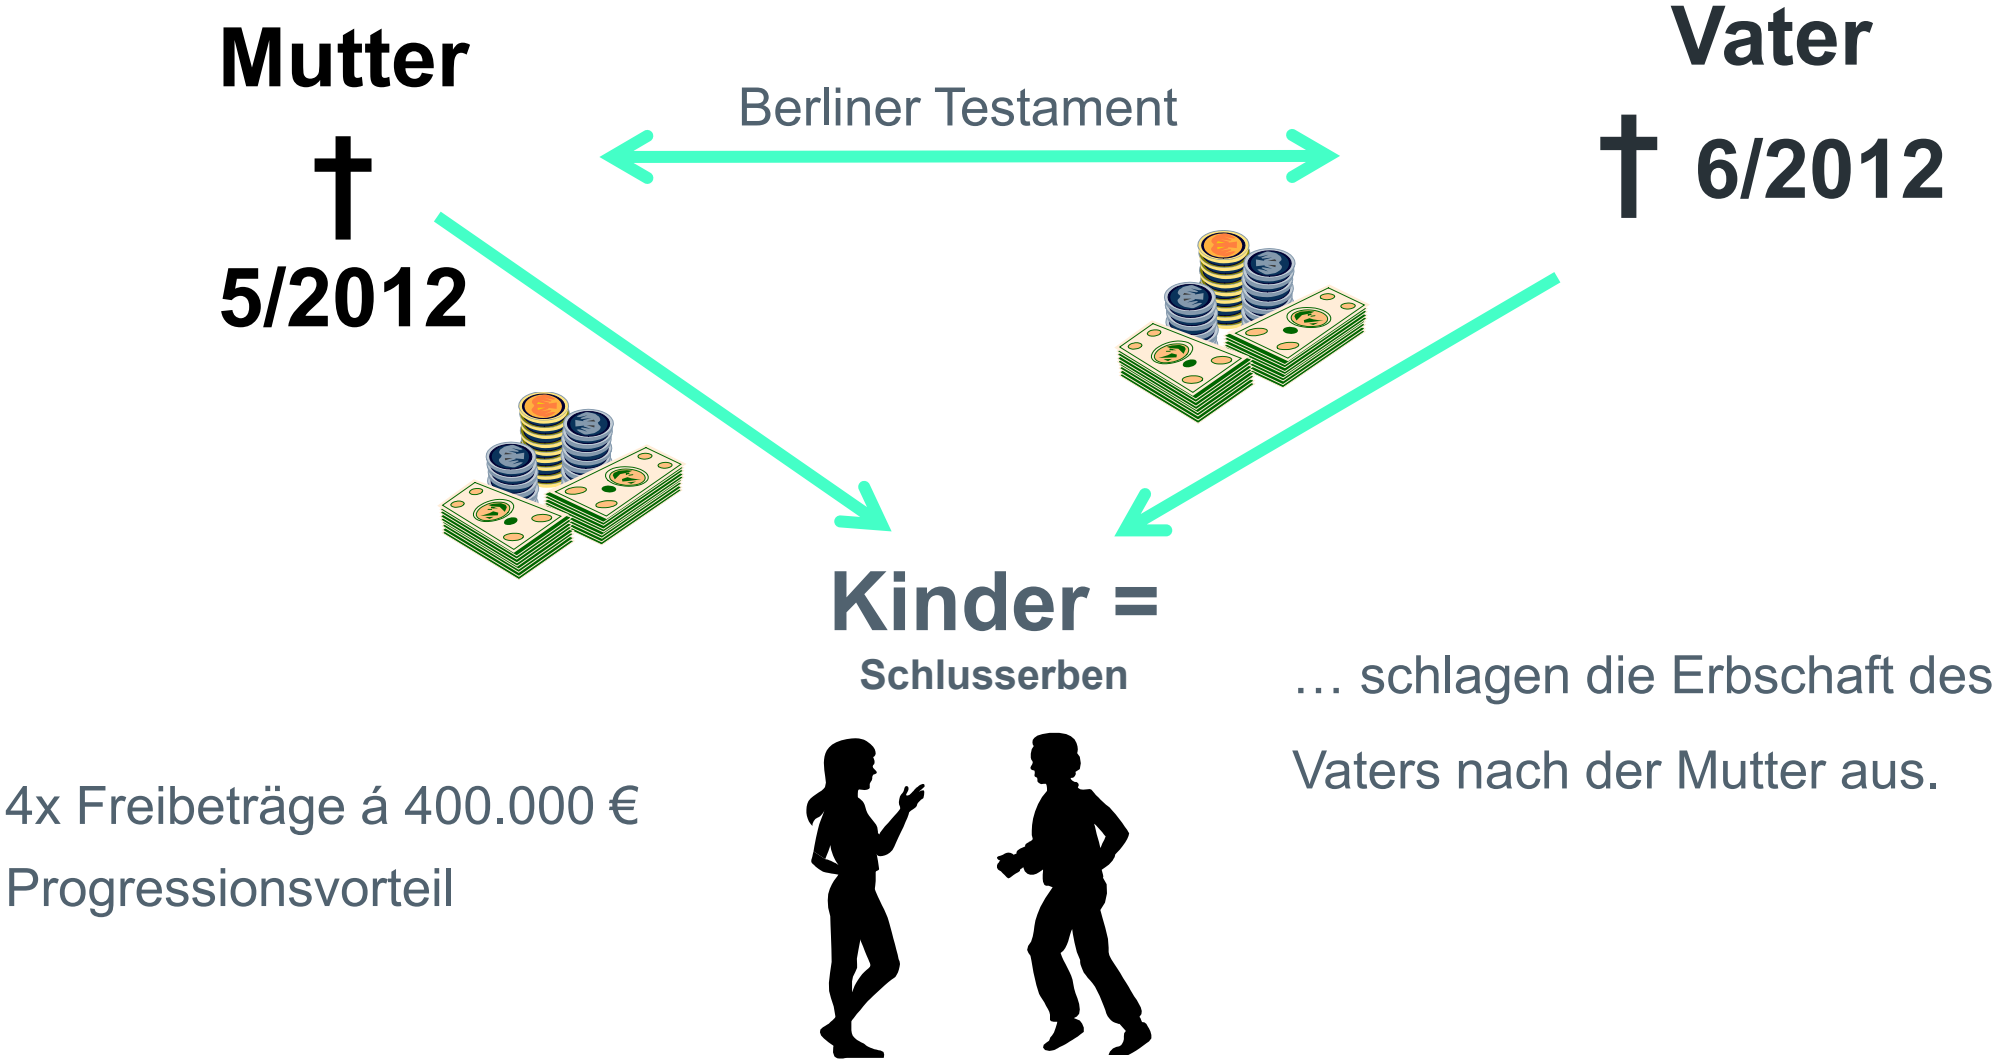 Mutter
†
5/2012
Berliner Testament
Vater
† 6/2012
Kinder =
Schlusserben
… schlagen die Erbschaft des
Vaters nach der Mutter aus.
4x Freibeträge á 400.000 €
Progressionsvorteil